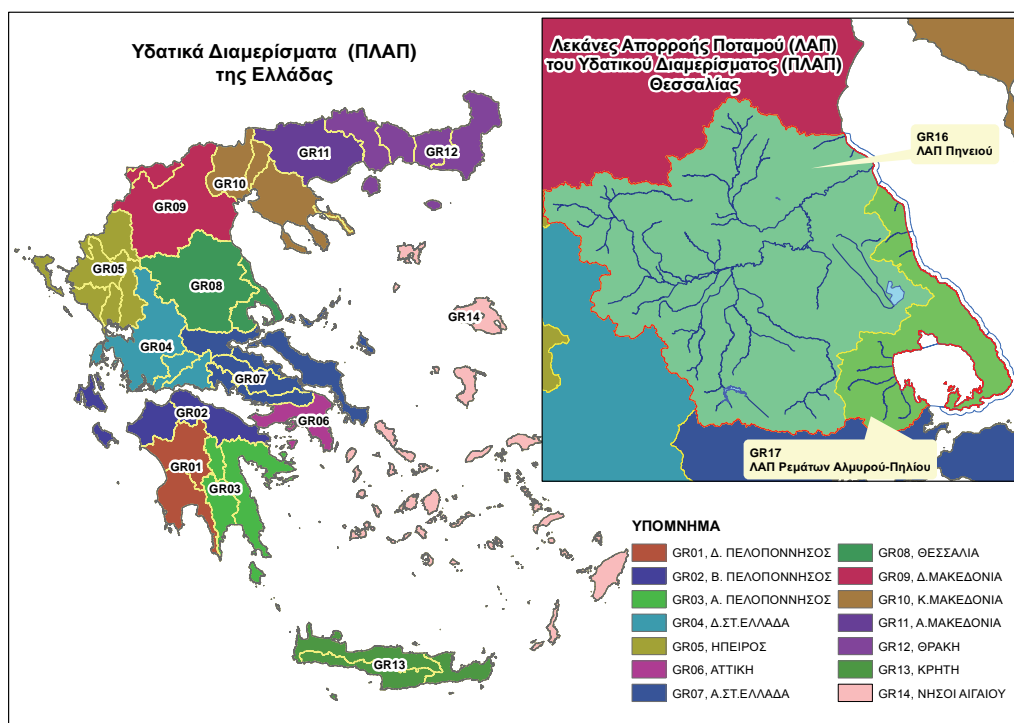 Υδατικά Διαμερίσματα (ΠΛΑΠ)
της Ελλάδας
GR11
GR12
GR10
GR09
GR05
GR08
GR14
GR04
GR07
GR02
GR06
GR01
GR03
GR13
Λεκάνες Απορροής Ποταμού (ΛΑΠ)
του Υδατικού Διαμερίσματος (ΠΛΑΠ)
Θεσσαλίας
GR16
ΛΑΠ Πηνειού
GR17
ΛΑΠ Ρεμάτων Αλμυρού-Πηλίου
ΥΠΟΜΝΗΜΑ
GR01, Δ. ΠΕΛΟΠΟΝΝΗΣΟΣ
GR02, Β. ΠΕΛΟΠΟΝΝΗΣΟΣ
GR03, Α. ΠΕΛΟΠΟΝΝΗΣΟΣ
GR04, Δ.ΣΤ.ΕΛΛΑΔΑ
GR05, ΗΠΕΙΡΟΣ
GR06, ΑΤΤΙΚΗ
GR07, Α.ΣΤ.ΕΛΛΑΔΑ
GR08, ΘΕΣΣΑΛΙΑ
GR09, Δ.ΜΑΚΕΔΟΝΙΑ
GR10, Κ.ΜΑΚΕΔΟΝΙΑ
GR11, Α.ΜΑΚΕΔΟΝΙΑ
GR12, ΘΡΑΚΗ
GR13, ΚΡΗΤΗ
GR14, ΝΗΣΟΙ ΑΙΓΑΙΟΥ